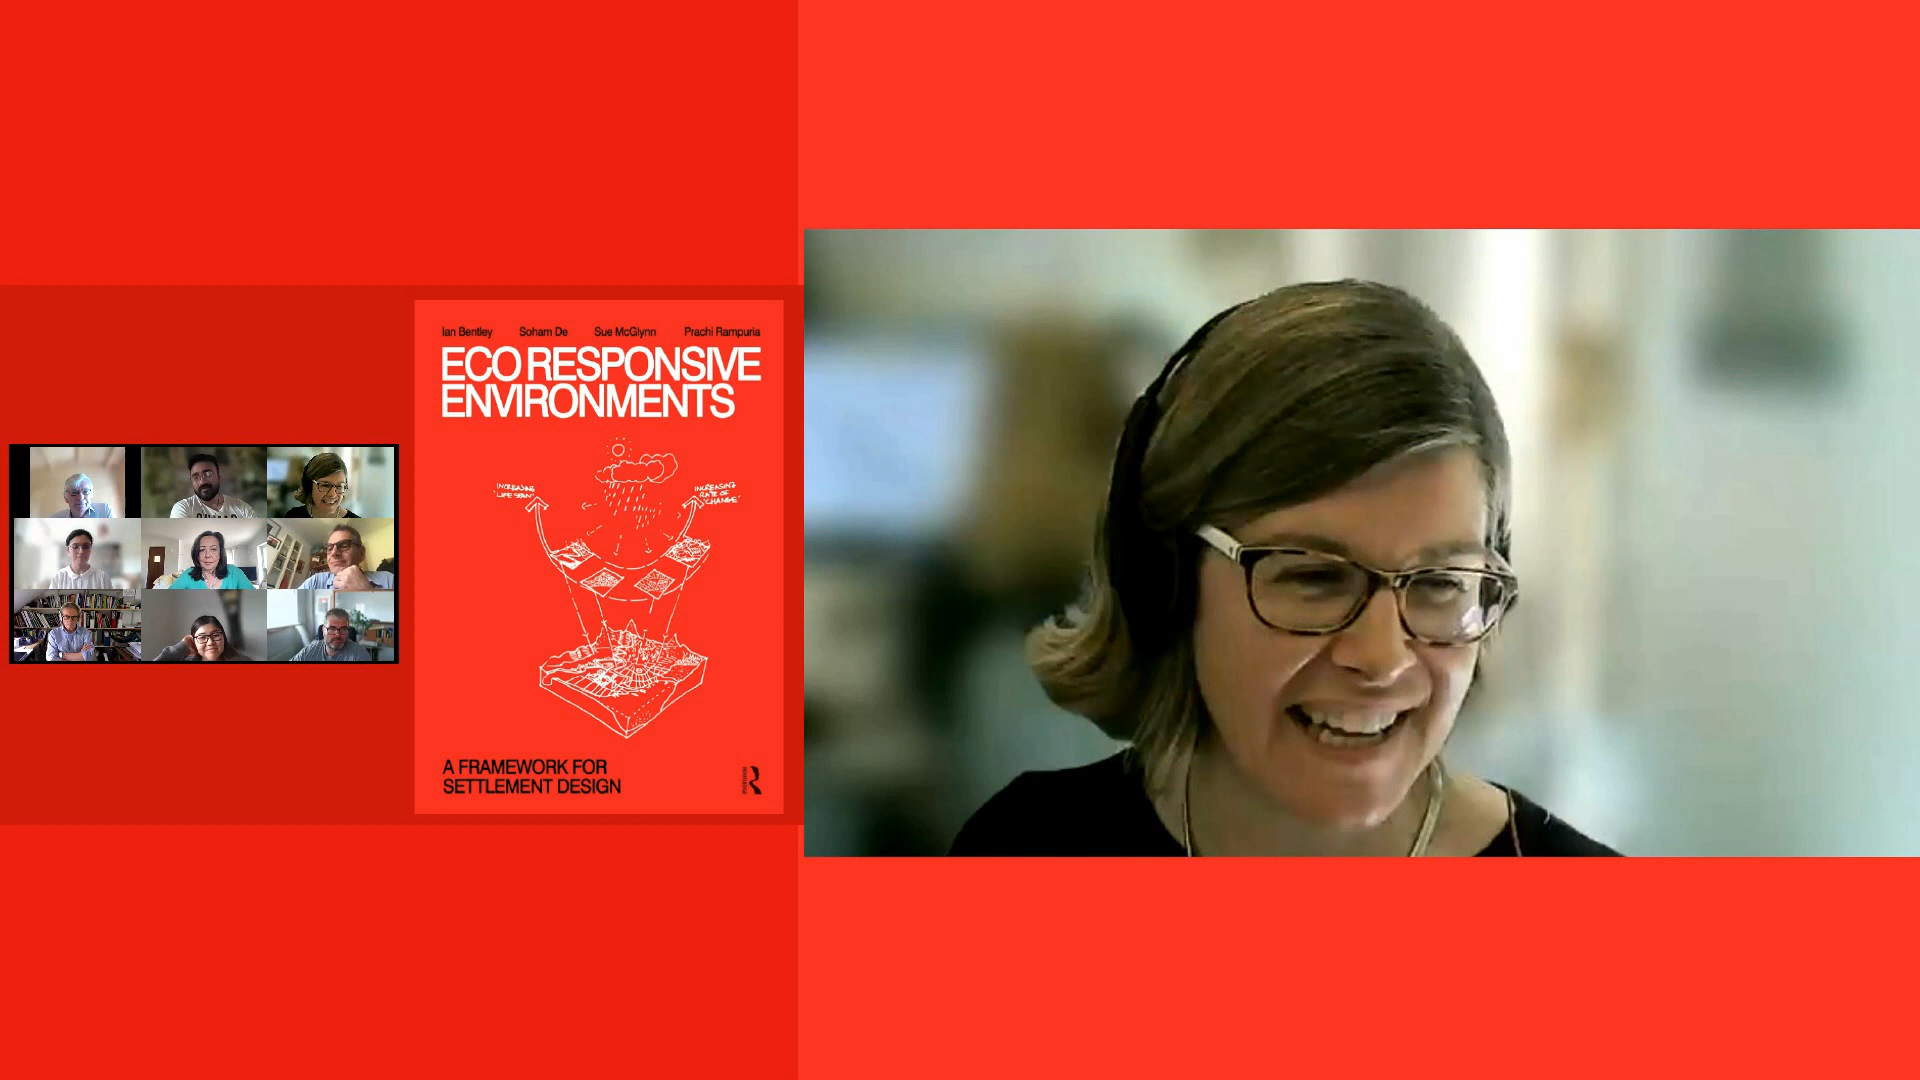 Ian Bentley Soham De Sue McGlynn Prachi Rampuria
ECO RESPONSIVE
ENVIRONMENTS
INCREASING
'LIFE SPAN'
INCREASING
RATE OF
'CHANGE'
A FRAMEWORK FOR
SETTLEMENT DESIGN